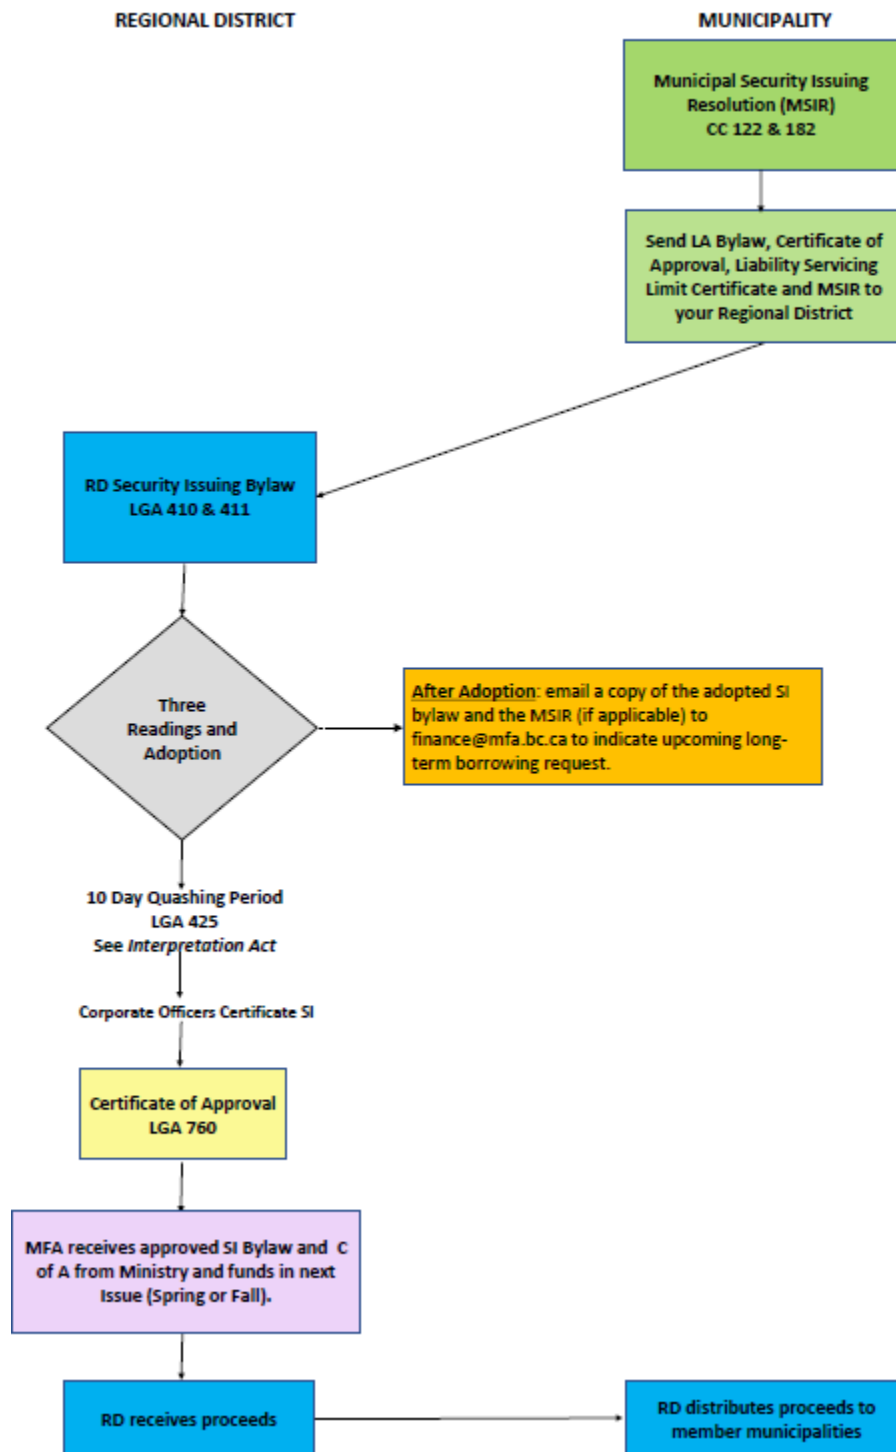 REGIONAL DISTRICT
MUNICIPALITY
Municipal Security Issuing
Resolution (MSIR)
CC 122 & 182
Send LA Bylaw, Certificate of
Approval, Liability Servicing
Limit Certificate and MSIR to
your Regional District
RD Security Issuing Bylaw
LGA 410 & 411
Three
Readings and
Adoption
After Adoption: email a copy of the adopted SI
bylaw and the MSIR (if applicable) to
finance@mfa.bc.ca to indicate upcoming long-
term borrowing request.
10 Day Quashing Period
LGA 425
See Interpretation Act
Corporate Officers Certificate SI
Certificate of Approval
LGA 760
MFA receives approved SI Bylaw and C
of A from Ministry and funds in next
Issue (Spring or Fall).
RD receives proceeds
RD distributes proceeds to
member municipalities